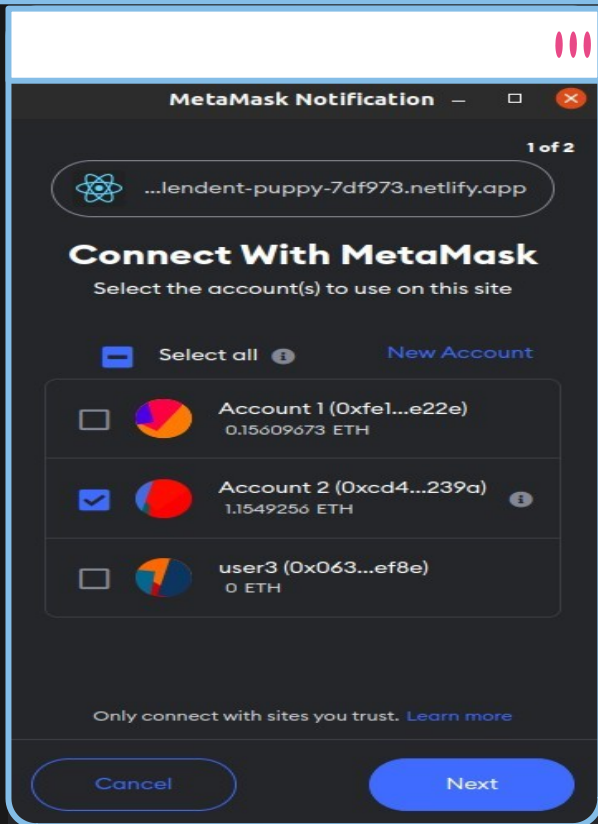 MetaMask Notification
1 of 2
...lendent-puppy-7df973.netlify.app
Connect With MetaMask
Select the account(s) to use on this site
Select all
New Account
Account 1 (0xfe1...e22e)
0.15609673 ETH
Account 2 (0xcd4...239a)
1.1549256 ETH
user3 (0x063...ef8e)
0 ETH
Only connect with sites you trust. Learn more
Cancel
Next